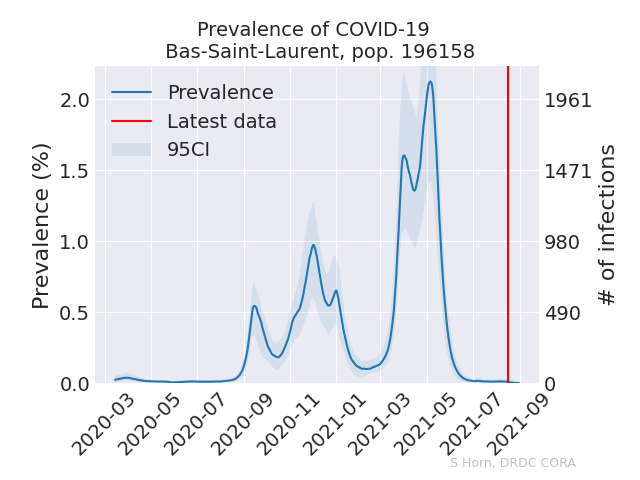 Prevalence of COVID-19
Bas-Saint-Laurent, pop. 196158
Prevalence
Latest data
95CI
Prevalence (%)
2.0
1.5
1.0
0.5
0.0
# of infections
1961
1471
980
490
0
2020-03
2020-05
2020-07
2020-09
2020-11
2021-01
2021-03
2021-05
2021-07
2021-09
S Horn, DRDC CORA